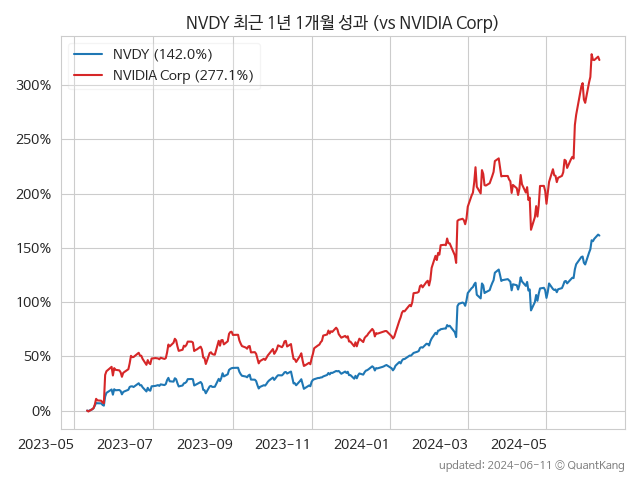 NVDY 최근 1년 1개월 성과 (vs NVIDIA Corp)
NVDY (142.0%)
NVIDIA Corp (277.1%)
300%
250%
200%
150%
100%
50%
0%
2023-05 2023-07 2023-09 2023-11 2024-01 2024-03 2024-05
updated: 2024-06-11 © QuantKang